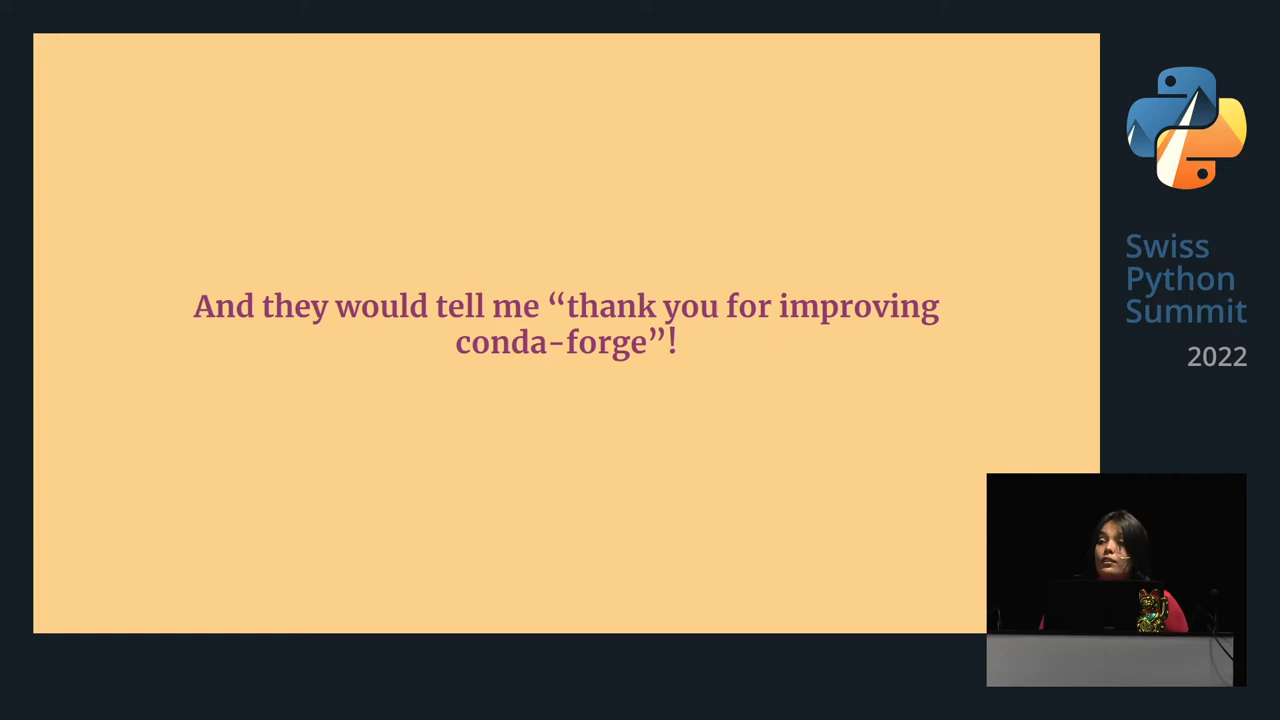 And they would tell me “thank you for improving
conda-forge”!
Swiss
Python
Summit
2022